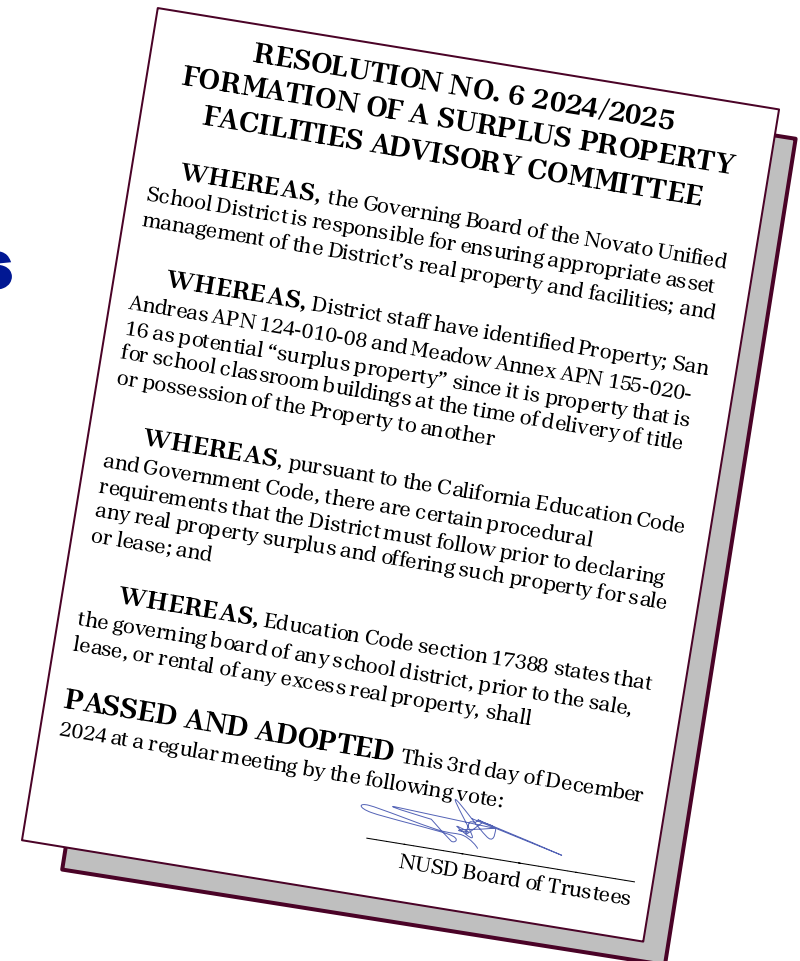 RESOLUTION NO. 6 2024/2025
FORMATION OF A SURPLUS PROPERTY
FACILITIES ADVISORY COMMITTEE
WHEREAS, the Governing Board of the Novato Unified
School District is responsible for ensuring appropriate asset
management of the District’s real property and facilities; and
WHEREAS, District staff have identified Property; San
Andreas APN 124-010-08 and Meadow Annex APN 155-020-
16 as potential “surplus property” since it is property that is
for school classroom buildings at the time of delivery of title
or possession of the Property to another
WHEREAS, pursuant to the California Education Code
and Government Code, there are certain procedural
requirements that the District must follow prior to declaring
any real property surplus and offering such property for sale
or lease; and
WHEREAS, Education Code section 17388 states that
the governing board of any school district, prior to the sale,
lease, or rental of any excess real property, shall
PASSED AND ADOPTED This 3rd day of December
2024 at a regular meeting by the following vote:
NUSD Board of Trustees